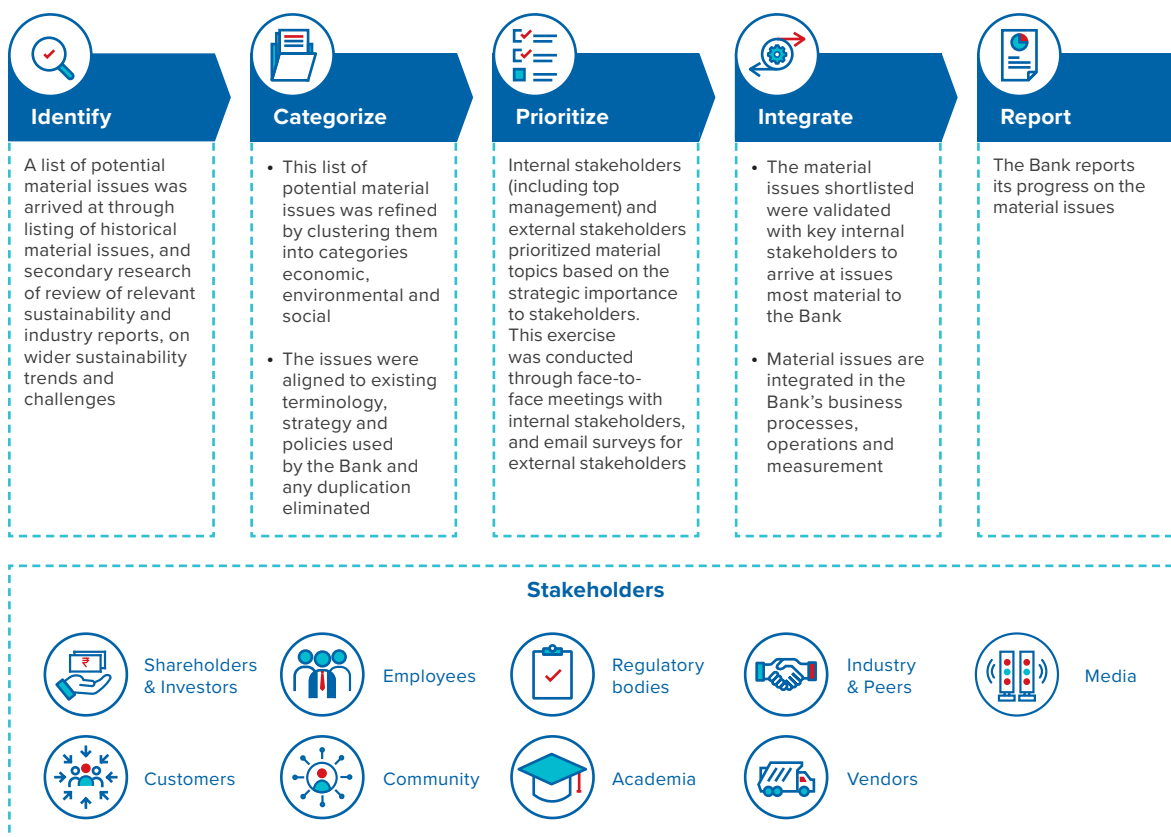 Identify
A list of potential
material issues was
arrived at through
listing of historical
material issues, and
secondary research
of review of relevant
sustainability and
industry reports, on
wider sustainability
trends and
challenges
Categorize
• This list of
potential material
issues was refined
by clustering them
into categories
economic,
environmental and
social
• The issues were
aligned to existing
terminology,
strategy and
policies used
by the Bank and
any duplication
eliminated
Prioritize
Internal stakeholders
(including top
management) and
external stakeholders
prioritized material
topics based on the
strategic importance
to stakeholders.
This exercise
was conducted
through face-to-
face meetings with
internal stakeholders,
and email surveys for
external stakeholders
Integrate
• The material
issues shortlisted
were validated
with key internal
stakeholders to
arrive at issues
most material to
the Bank
• Material issues are
integrated in the
Bank’s business
processes,
operations and
measurement
Report
The Bank reports
its progress on the
material issues
Stakeholders
₹
Shareholders
& Investors
Employees
Regulatory
bodies
Industry
& Peers
Media
Customers
Community
Academia
Vendors